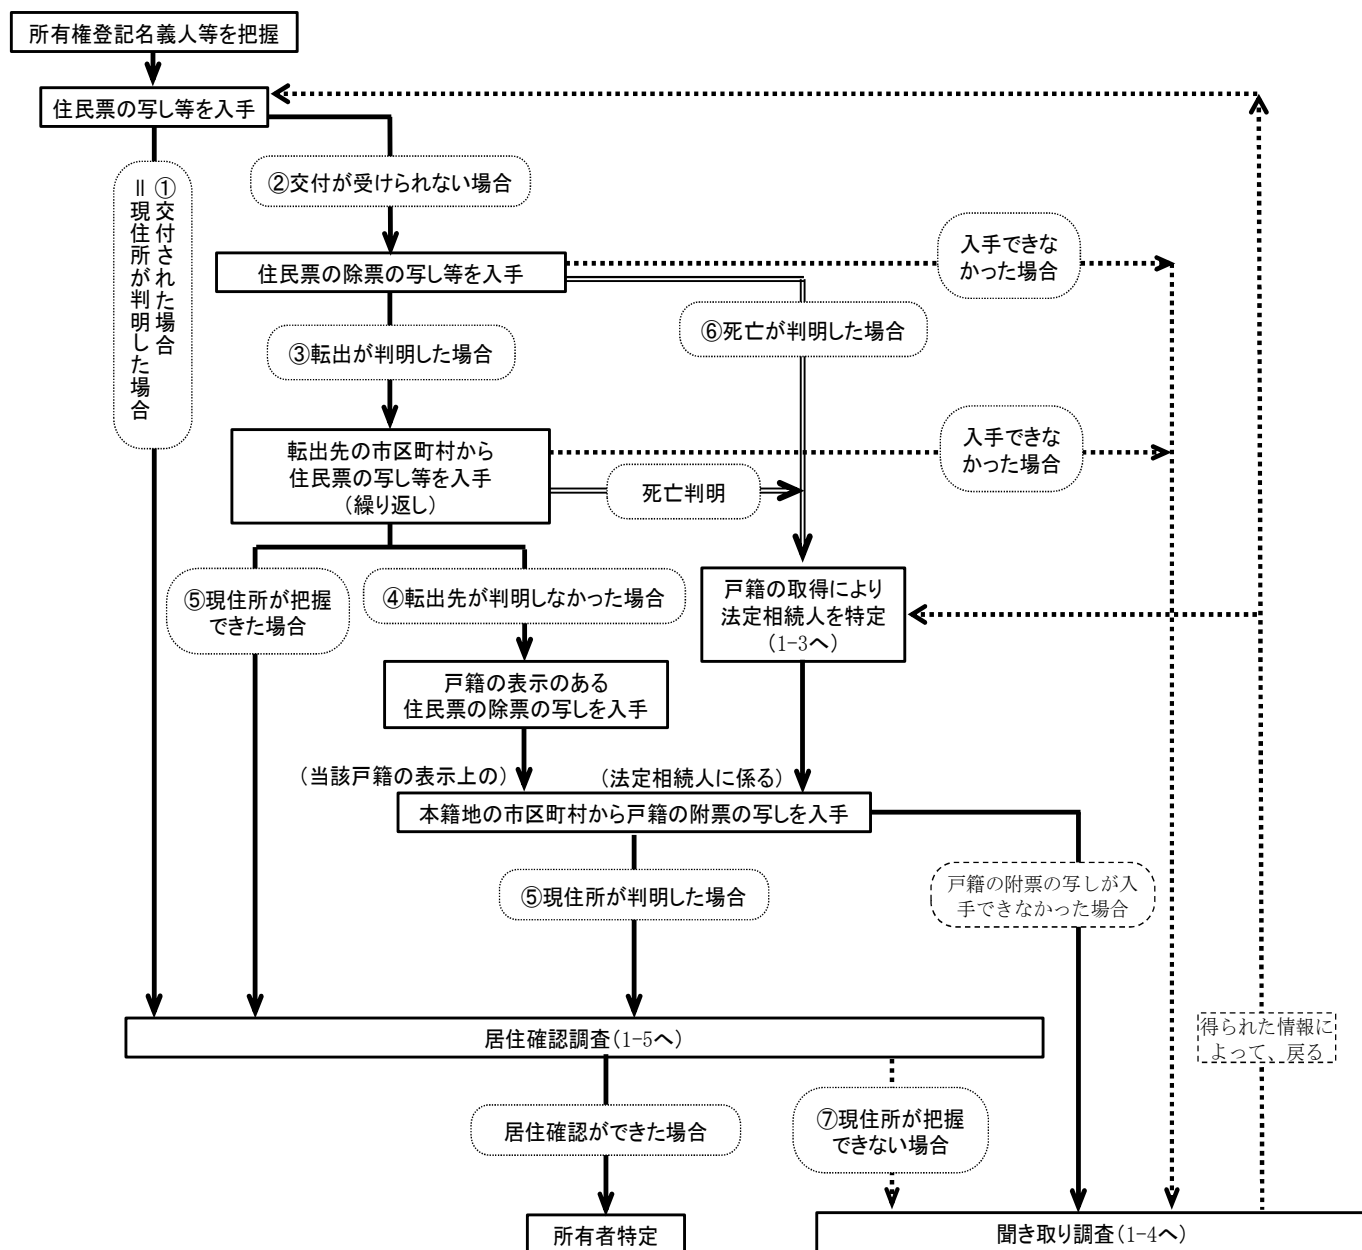 所有権登記名義人等を把握
住民票の写し等を入手
①交付された場合
＝現住所が判明した場合
②交付が受けられない場合
住民票の除票の写し等を入手
入手できな
かった場合
③転出が判明した場合
⑥死亡が判明した場合
転出先の市区町村から
住民票の写し等を入手
（繰り返し）
入手できな
かった場合
死亡判明
⑤現住所が把握
できた場合
④転出先が判明しなかった場合
戸籍の取得により
法定相続人を特定
（1-3へ）
戸籍の表示のある
住民票の除票の写しを入手
（当該戸籍の表示上の）
（法定相続人に係る）
本籍地の市区町村から戸籍の附票の写しを入手
⑤現住所が判明した場合
戸籍の附票の写しが入
手できなかった場合
居住確認調査（1-5へ）
得られた情報に
よって、戻る
居住確認ができた場合
⑦現住所が把握
できない場合
所有者特定
聞き取り調査（1-4へ）